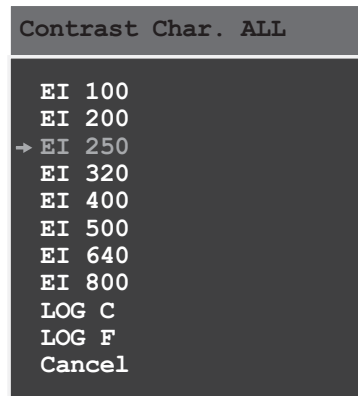 Contrast Char. ALL
EI 100
EI 200
EI 250
EI 320
EI 400
EI 500
EI 640
EI 800
LOG C
LOG F
Cancel